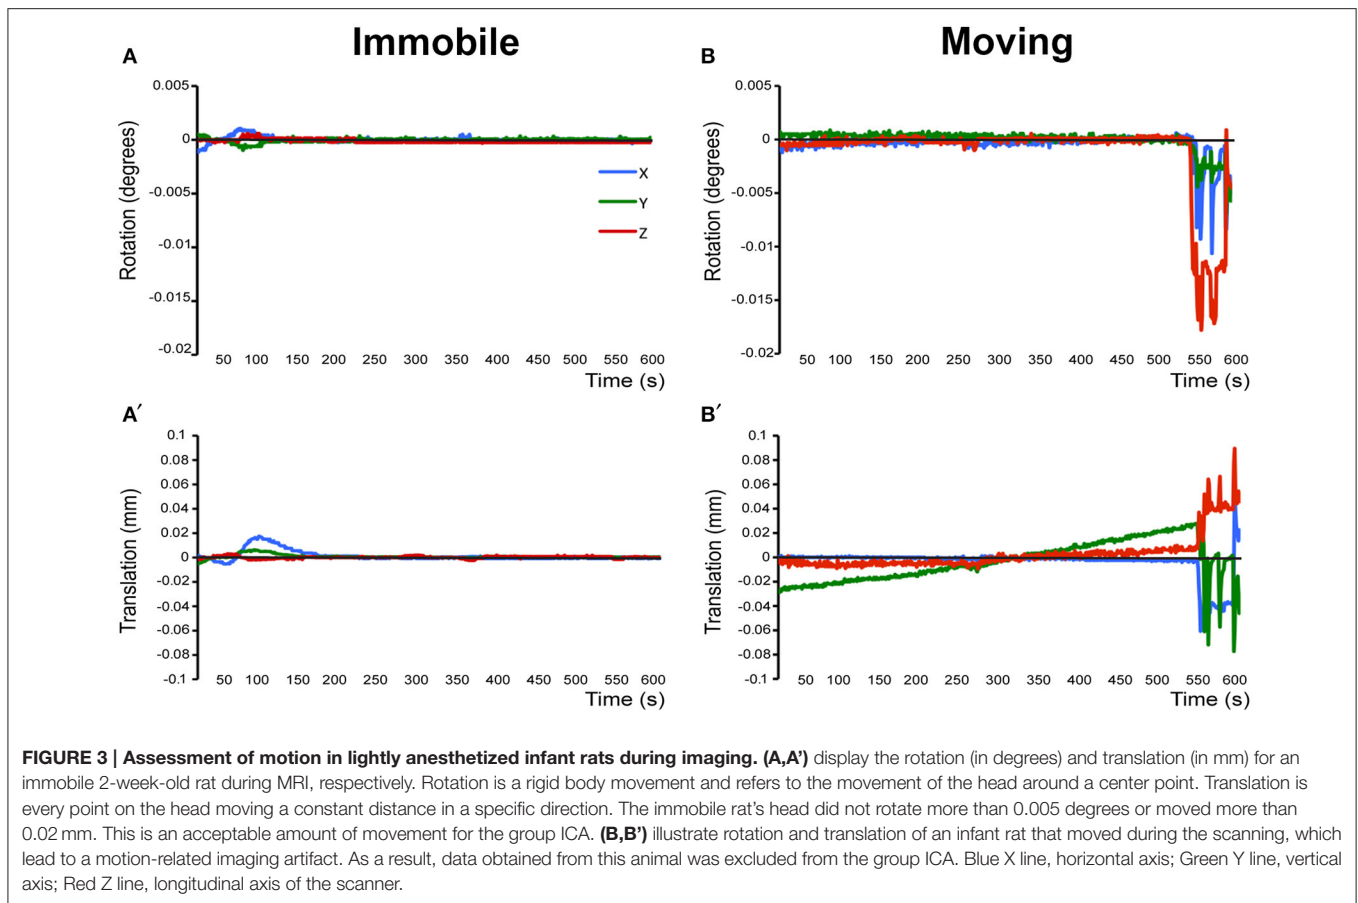 Immobile
Moving
A
B
0.005
0
-0.005
-0.01
-0.015
-0.02
Rotation (degrees)
X
Y
Z
50 100 150 200 250 300 350 400 450 500 550 600
Time (s)
0.005
0
-0.005
-0.01
-0.015
-0.02
Rotation (degrees)
50 100 150 200 250 300 350 400 450 500 550 600
Time (s)
A′
B′
0.1
0.08
0.06
0.04
0.02
0
-0.02
-0.04
-0.06
-0.08
-0.1
Translation (mm)
50 100 150 200 250 300 350 400 450 500 550 600
Time (s)
0.1
0.08
0.06
0.04
0.02
0
-0.02
-0.04
-0.06
-0.08
-0.1
Translation (mm)
50 100 150 200 250 300 350 400 450 500 550 600
Time (s)
FIGURE 3 | Assessment of motion in lightly anesthetized infant rats during imaging. (A,A’) display the rotation (in degrees) and translation (in mm) for an
immobile 2-week-old rat during MRI, respectively. Rotation is a rigid body movement and refers to the movement of the head around a center point. Translation is
every point on the head moving a constant distance in a specific direction. The immobile rat's head did not rotate more than 0.005 degrees or moved more than
0.02 mm. This is an acceptable amount of movement for the group ICA. (B,B’) illustrate rotation and translation of an infant rat that moved during the scanning, which
lead to a motion-related imaging artifact. As a result, data obtained from this animal was excluded from the group ICA. Blue X line, horizontal axis; Green Y line, vertical
axis; Red Z line, longitudinal axis of the scanner.